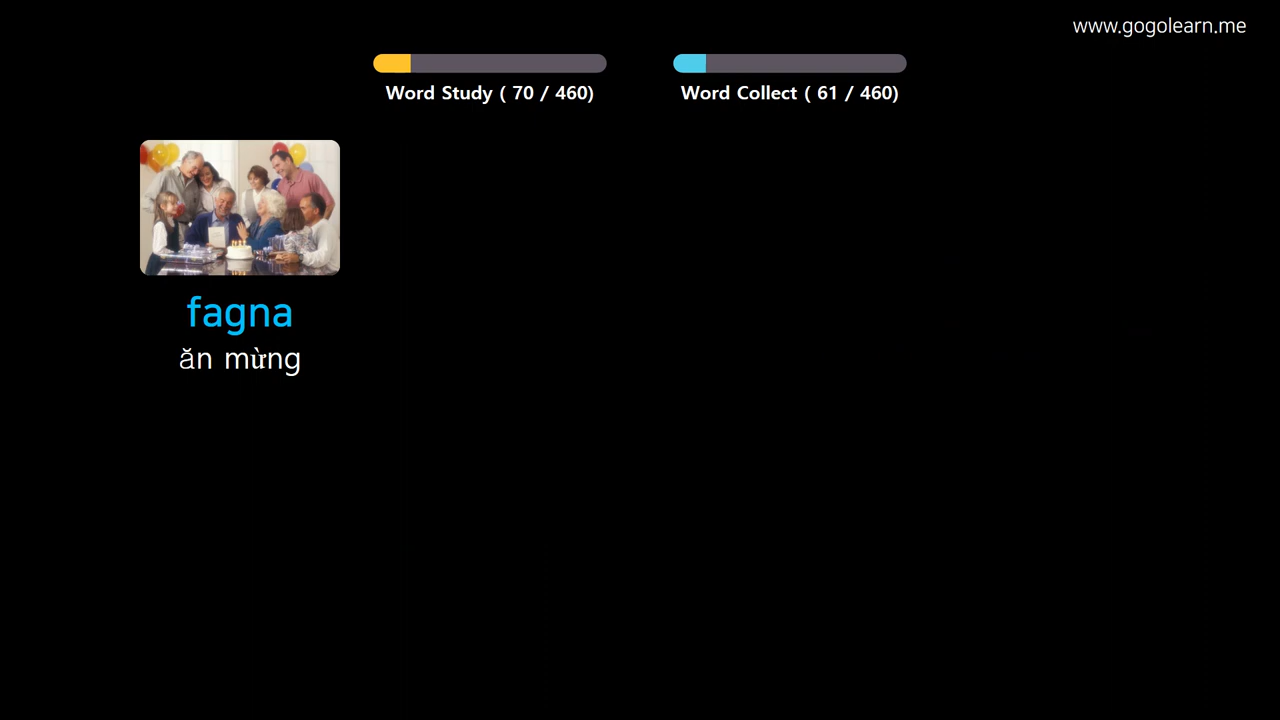 www.gogolearn.me
Word Study ( 70 / 460)
Word Collect ( 61 / 460)
fagna
ăn mừng